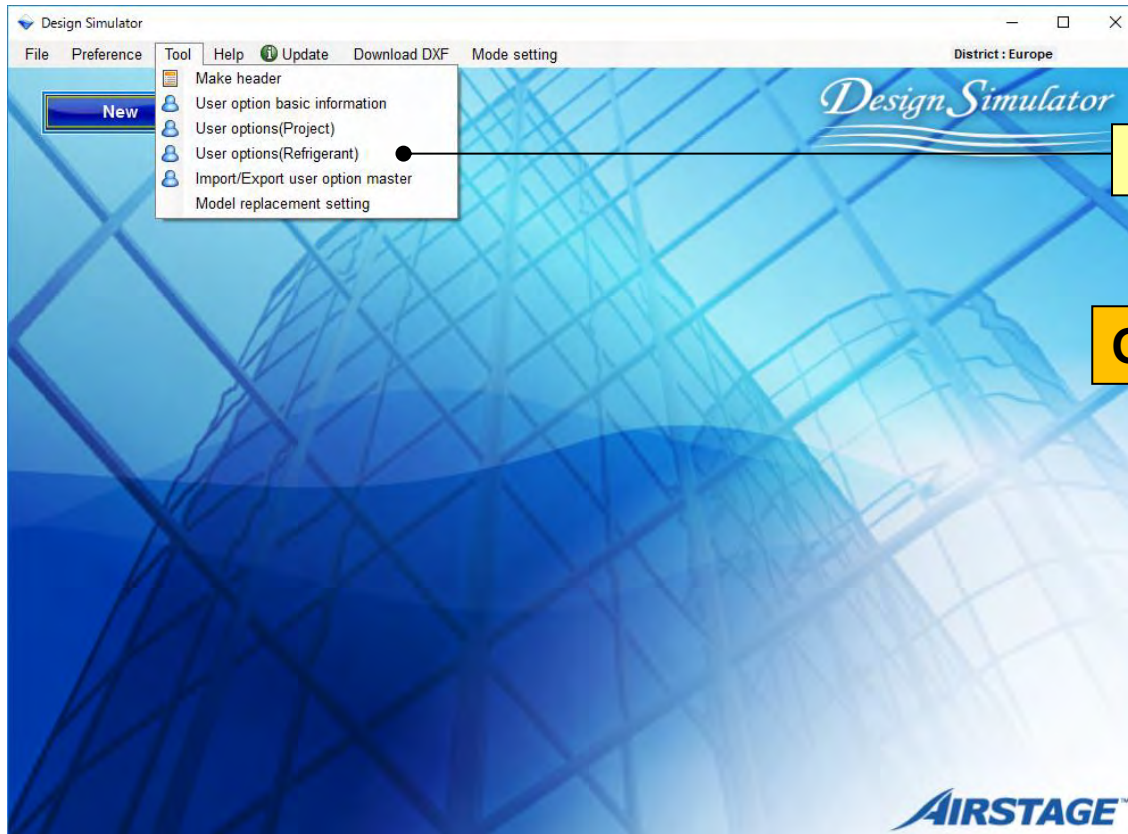 Design Simulator
File Preference Tool Help Update Download DXF Mode setting District : Europe
Make header
User option basic information
User options(Project)
User options(Refrigerant)
Import/Export user option master
Model replacement setting
New
Design Simulator
AIRSTAGE™